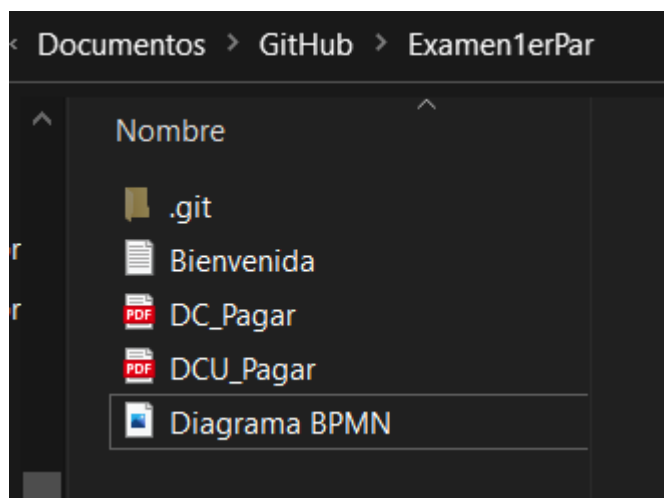 Documentos > GitHub > Examen1erPar
Nombre
.git
r
Bienvenida
r
PDF DC_Pagar
PDF DCU_Pagar
Diagrama BPMN